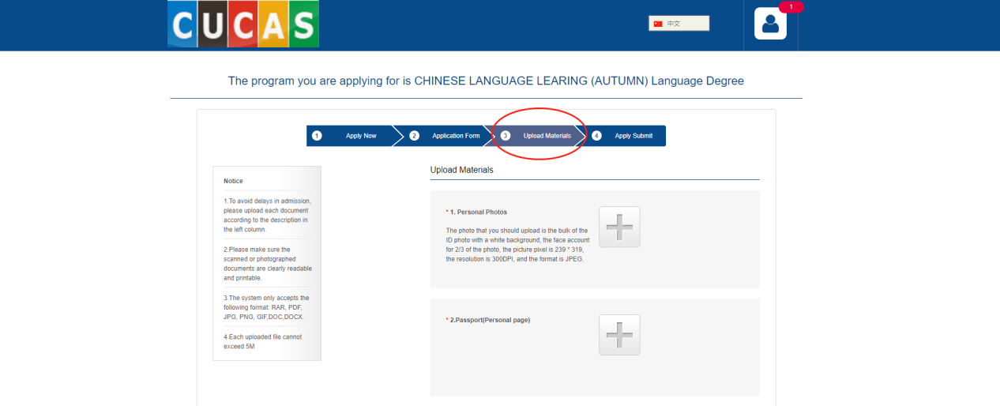 CUCAS
中文
1
The program you are applying for is CHINESE LANGUAGE LEARING (AUTUMN) Language Degree
1 Apply Now 2 Application Form 3 Upload Materials 4 Apply Submit
Notice
1.To avoid delays in admission,
please upload each document
according to the description in
the left column.
2.Please make sure the
scanned or photographed
documents are clearly readable
and printable.
3.The system only accepts the
following format: RAR, PDF,
JPG, PNG, GIF,DOC,DOCX.
4.Each uploaded file cannot
exceed 5M
Upload Materials
* 1. Personal Photos
The photo that you should upload is the bulk of the
ID photo with a white background, the face account
for 2/3 of the photo, the picture pixel is 239 * 319,
the resolution is 300DPI, and the format is JPEG.
* 2.Passport(Personal page)